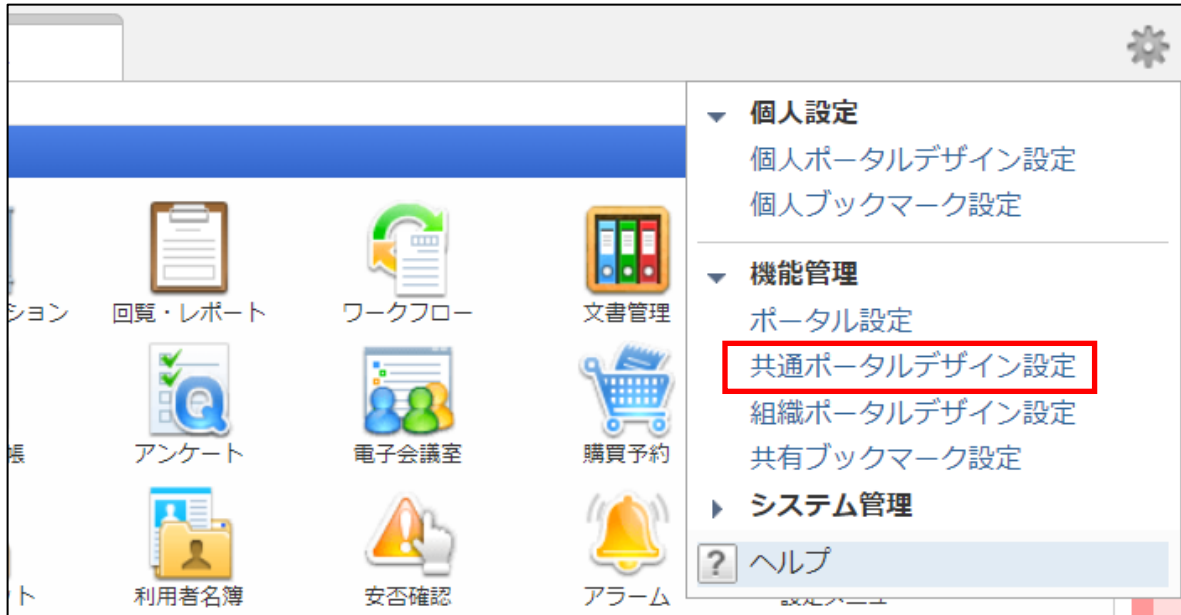 個人設定
個人ポータルデザイン設定
個人ブックマーク設定
機能管理
ポータル設定
共通ポータルデザイン設定
組織ポータルデザイン設定
共有ブックマーク設定
システム管理
? ヘルプ
ション 回覧・レポート ワークフロー 文書管理
帳 アンケート 電子会議室 購買予約
ット 利用者名簿 安否確認 アラーム